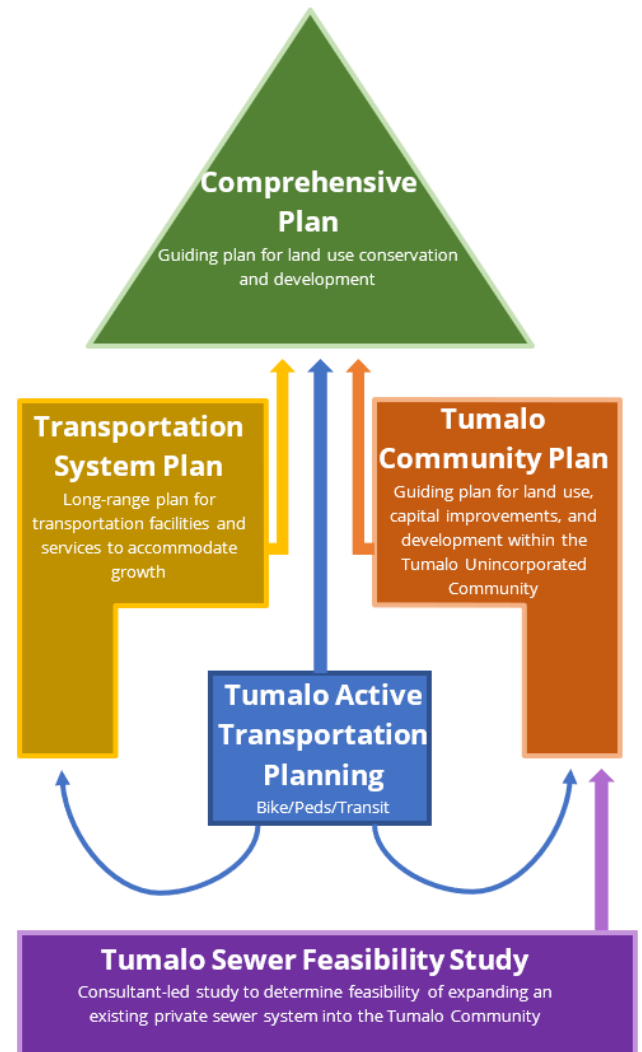 Comprehensive
Plan
Guiding plan for land use conservation
and development
Transportation
System Plan
Long-range plan for
transportation facilities and
services to accommodate
growth
Tumalo
Community Plan
Guiding plan for land use,
capital improvements, and
development within the
Tumalo Unincorporated
Community
Tumalo Active
Transportation
Planning
Bike/Peds/Transit
Tumalo Sewer Feasibility Study
Consultant-led study to determine feasibility of expanding an
existing private sewer system into the Tumalo Community